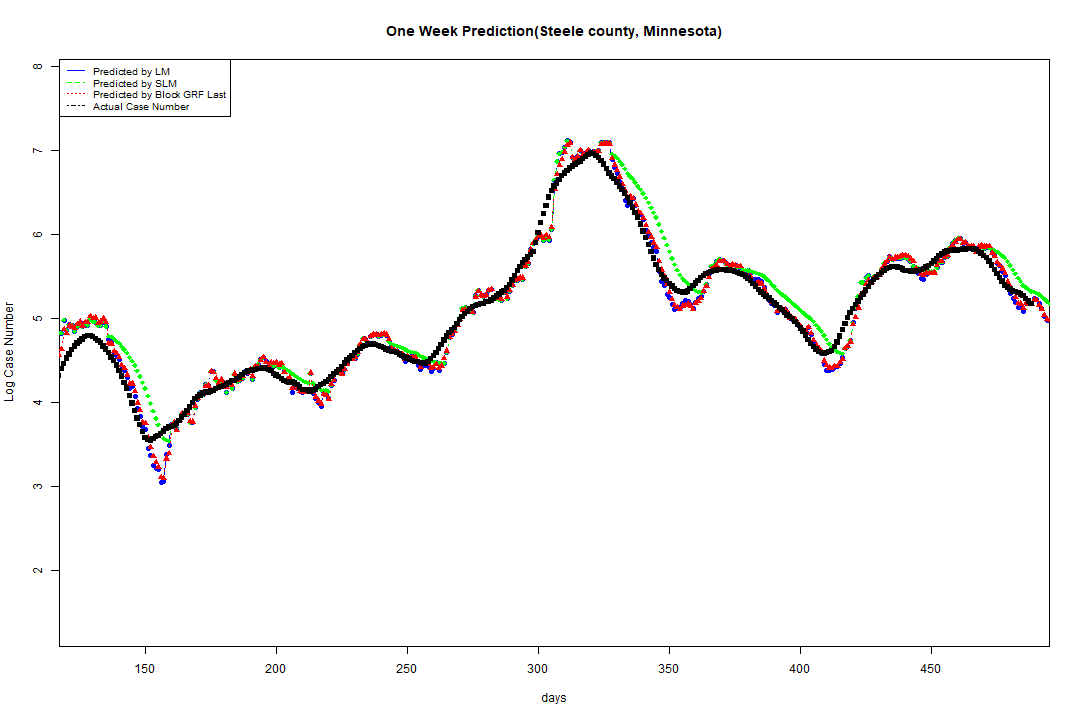 One Week Prediction(Steele county, Minnesota)
Predicted by LM
Predicted by SLM
Predicted by Block GRF Last
Actual Case Number
Log Case Number
8
7
6
5
4
3
2
150 200 250 300 350 400 450
days